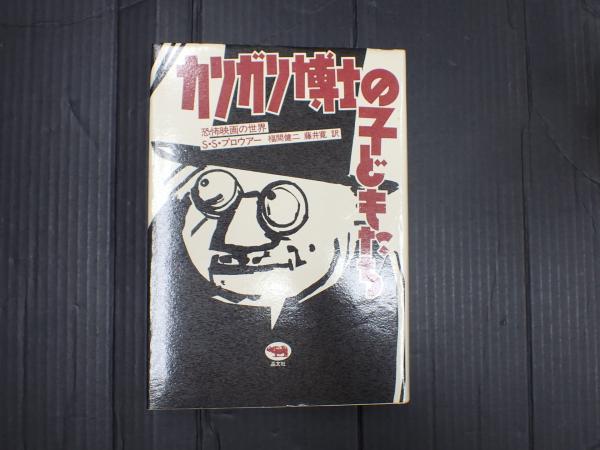 カリガリ博士の子どもたち
恐怖映画の世界
S・S・プロウアー 福間健二 藤井寛 訳
晶文社